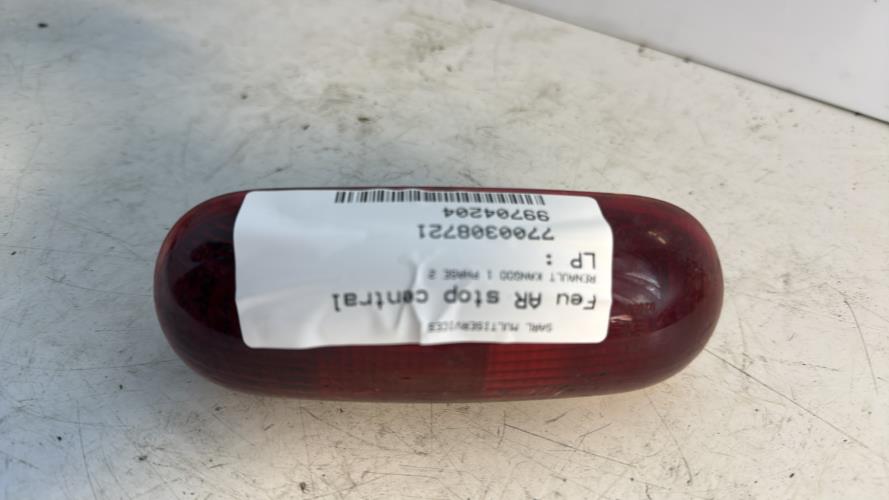 SARL MULTISERVICES
Feu AR stop central
RENAULT KANGOO 1 PHASE 2
LP :
7700308721
99704204